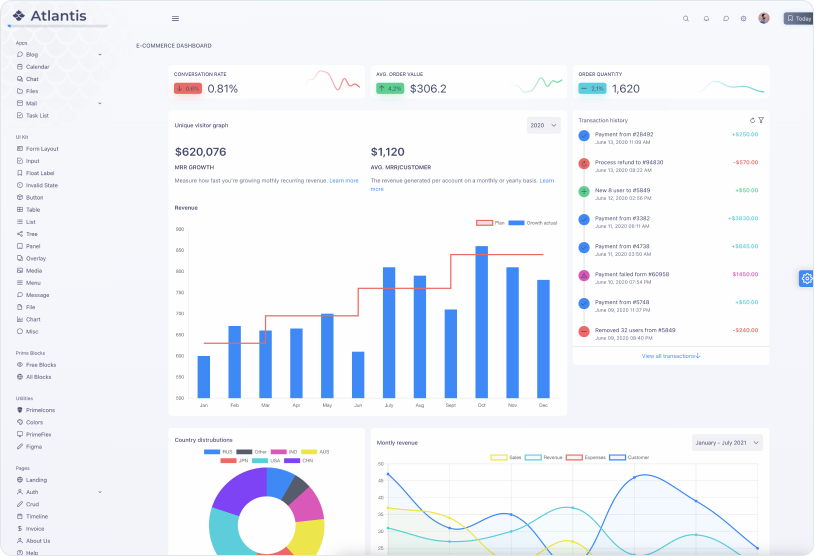 Atlantis
Today
Apps
Blog
Calendar
Chat
Files
Mail
Task List
UI Kit
Form Layout
Input
Float Label
Invalid State
Button
Table
List
Tree
Panel
Overlay
Media
Menu
Message
File
Chart
Misc
Prime Blocks
Free Blocks
All Blocks
Utilities
PrimeIcons
Colors
PrimeFlex
Figma
Pages
Landing
Auth
Crud
Timeline
Invoice
About Us
Help
E-COMMERCE DASHBOARD
CONVERSATION RATE
0.6% 0.81%
AVG. ORDER VALUE
4,2% $306.2
ORDER QUANTITY
2,1% 1,620
Unique visitor graph 2020
$620,076
MRR GROWTH
Measure how fast you're growing mothly recurring revenue. Learn more
$1,120
AVG. MRR/CUSTOMER
The revenue generated per account on a monthly or yearly basis. Learn
more
Revenue
Plan Growth actual
900
850
800
750
700
650
600
550
500
Jan Feb Mar Apr May Jun July Aug Sept Oct Nov Dec
Transaction history
Payment from #28492 +$250.00
June 13, 2020 11:09 AM
Process refund to #94830 -$570.00
June 13, 2020 08:22 AM
New 8 user to #5849 +$50.00
June 12, 2020 02:56 PM
Payment from #3382 +$3830.00
June 11, 2020 06:11 AM
Payment from #4738 +$845.00
June 11, 2020 03:50 AM
Payment failed form #60958 $1450.00
June 10, 2020 07:54 PM
Payment from #5748 +$50.00
June 09, 2020 11:37 PM
Removed 32 users from #5849 -$240.00
June 09, 2020 08:40 PM
View all transactions
Country distrubutions
RUS Other IND AUS
JPN USA CHN
Montly revenue January - July 2021
Sales Revenue Expenses Customer
50
45
40
35
30
25